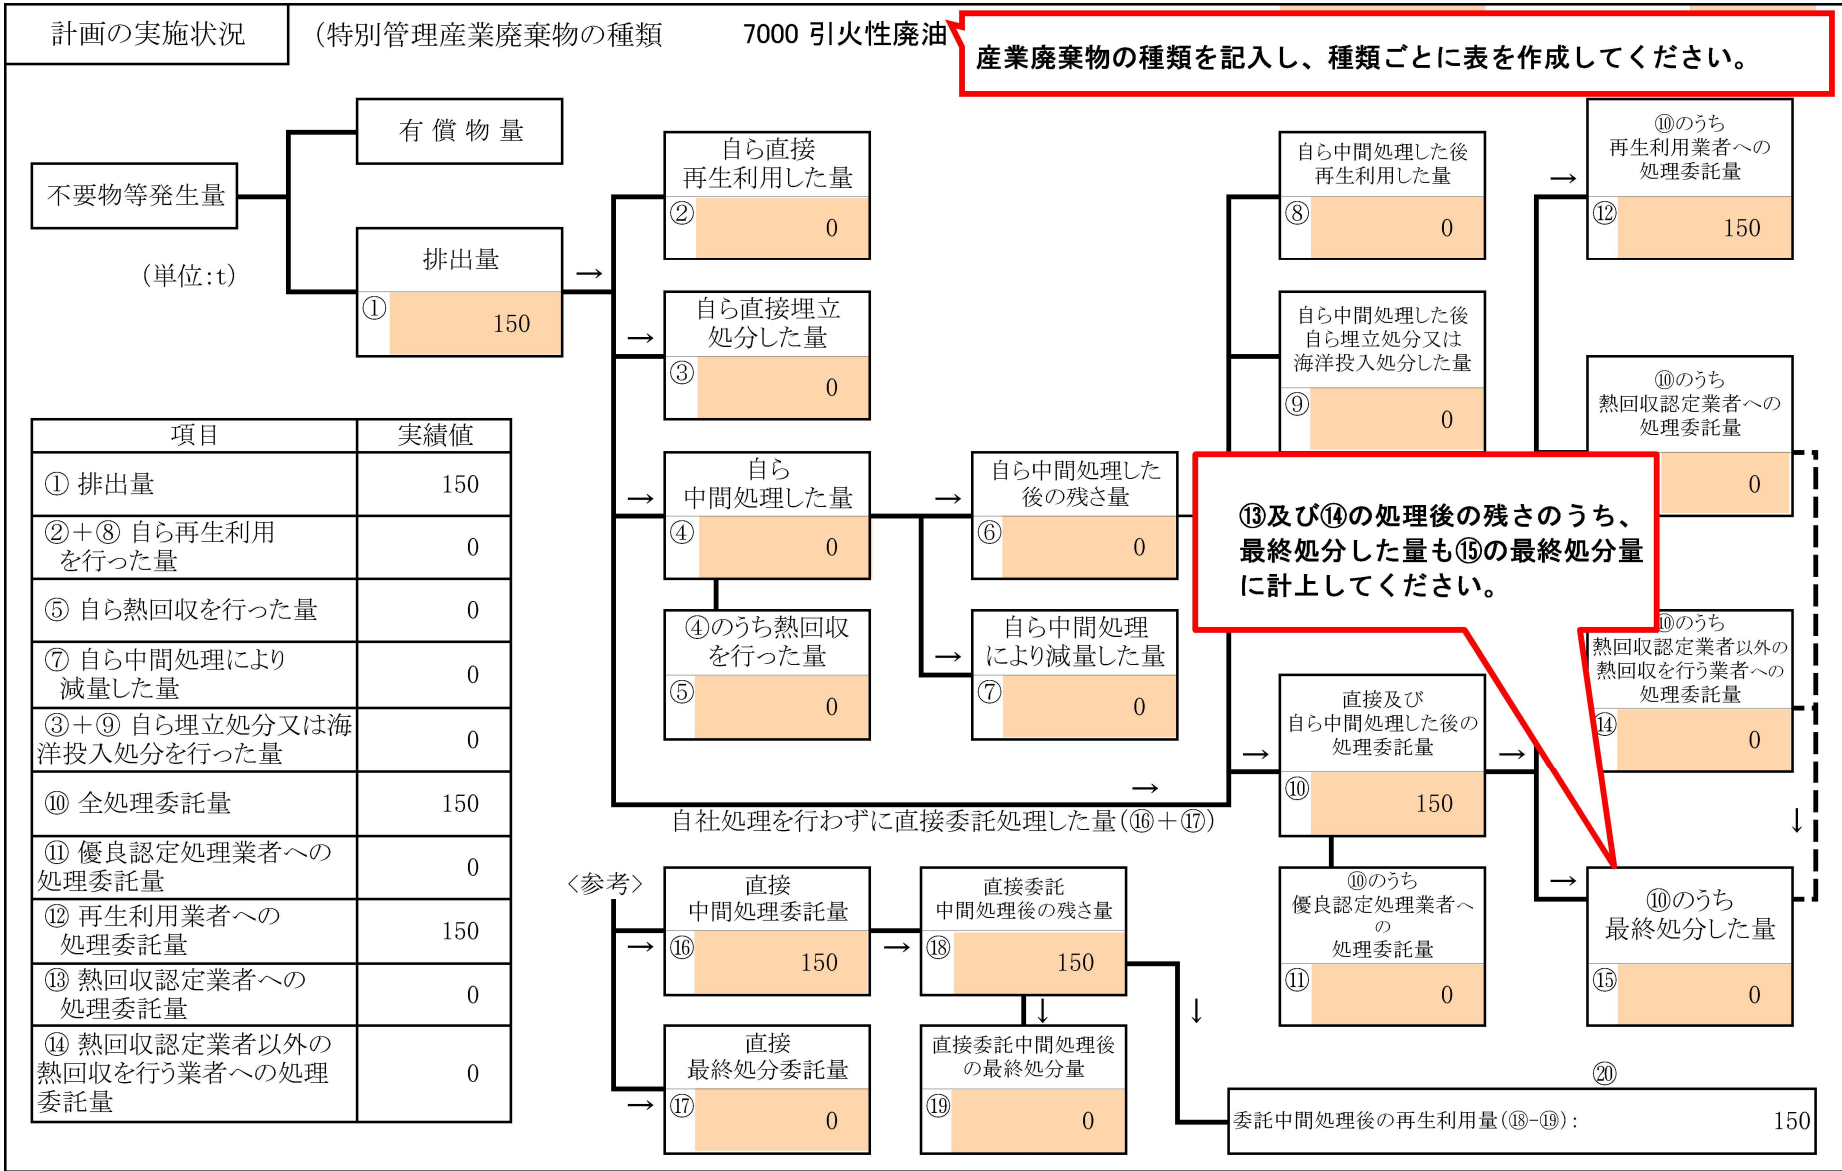 計画の実施状況
(特別管理産業廃棄物の種類
7000 引火性廃油
産業廃棄物の種類を記入し、種類ごとに表を作成してください。
不要物等発生量
(単位:t)
有 償 物 量
排出量
①
150
→
自ら直接
再生利用した量
②
0
→
自ら直接埋立
処分した量
③
0
→
自ら
中間処理した量
④
0
④のうち熱回収
を行った量
⑤
0
→
自ら中間処理した
後の残さ量
⑥
0
→
自ら中間処理
により減量した量
⑦
0
自ら中間処理した後
再生利用した量
⑧
0
自ら中間処理した後
自ら埋立処分又は
海洋投入処分した量
⑨
0
→
自社処理を行わずに直接委託処理した量(⑯+⑰)
→
直接及び
自ら中間処理した後の
処理委託量
⑩
150
→
⑩のうち
優良認定処理業者へ
の
処理委託量
⑪
0
→
⑩のうち
再生利用業者への
処理委託量
⑫
150
⑩のうち
熱回収認定業者への
処理委託量
0
⑬及び⑭の処理後の残さのうち、
最終処分した量も⑮の最終処分量
に計上してください。
⑩のうち
熱回収認定業者以外の
熱回収を行う業者への
処理委託量
⑭
0
↓
→
⑩のうち
最終処分した量
⑮
0
項目 実績値
① 排出量 150
②+⑧ 自ら再生利用
を行った量 0
⑤ 自ら熱回収を行った量 0
⑦ 自ら中間処理により
減量した量 0
③+⑨ 自ら埋立処分又は海
洋投入処分を行った量 0
⑩ 全処理委託量 150
⑪ 優良認定処理業者への
処理委託量 0
⑫ 再生利用業者への
処理委託量 150
⑬ 熱回収認定業者への
処理委託量 0
⑭ 熱回収認定業者以外の
熱回収を行う業者への処理
委託量 0
〈参考〉
→
直接
中間処理委託量
⑯
150
→
直接委託
中間処理後の残さ量
⑱
150
↓
↓
→
直接
最終処分委託量
⑰
0
直接委託中間処理後
の最終処分量
⑲
0
⑳
委託中間処理後の再生利用量(⑱-⑲): 150